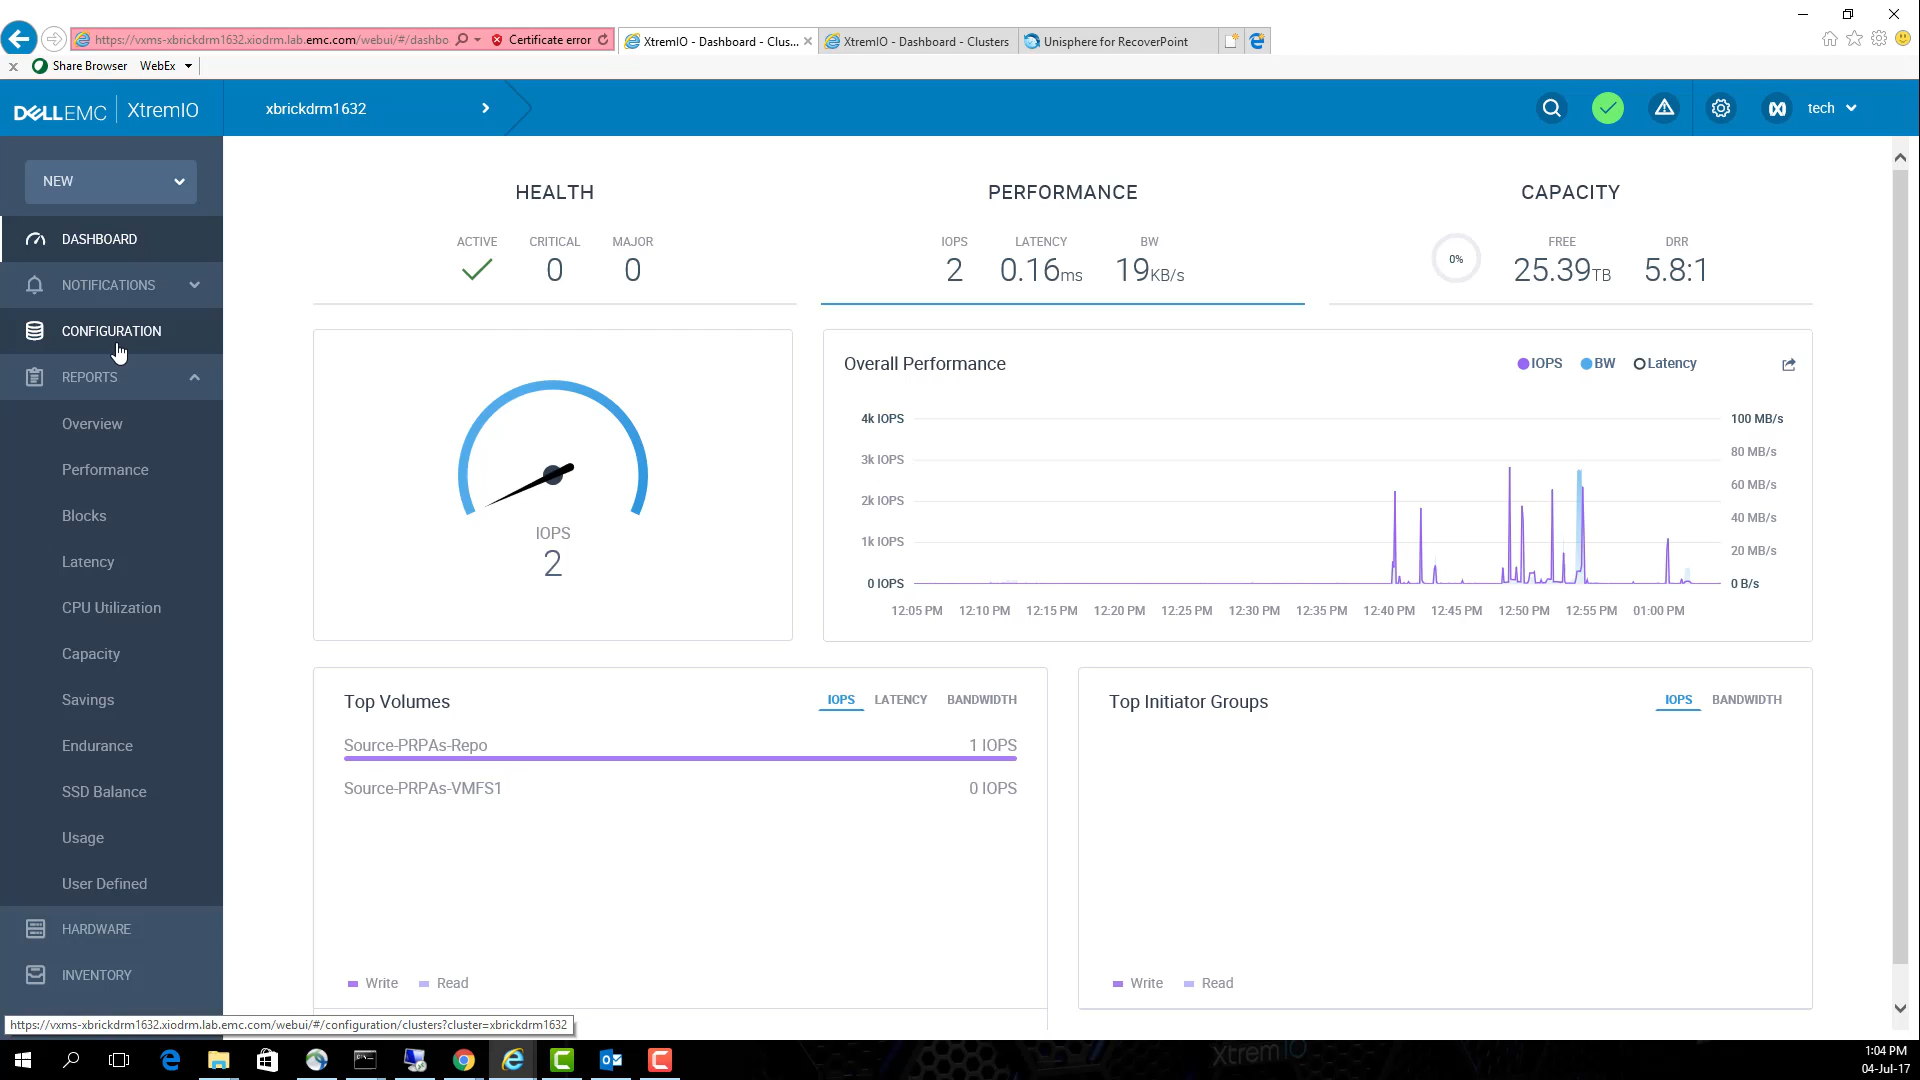 https://vxms-xbrickdrm1632.xiodrm.lab.emc.com/webui/#/dashbo
Certificate error
XtremIO - Dashboard - Clus...
XtremIO - Dashboard - Clusters
Unisphere for RecoverPoint
x Share Browser WebEx
DELLEMC XtremIO
xbrickdrm1632
tech
NEW
DASHBOARD
NOTIFICATIONS
CONFIGURATION
REPORTS
Overview
Performance
Blocks
Latency
CPU Utilization
Capacity
Savings
Endurance
SSD Balance
Usage
User Defined
HARDWARE
INVENTORY
HEALTH
ACTIVE CRITICAL MAJOR
0 0
PERFORMANCE
IOPS LATENCY BW
2 0.16ms 19KB/s
CAPACITY
0%
FREE DRR
25.39TB 5.8:1
IOPS
2
Overall Performance
IOPS BW Latency
4k IOPS 100 MB/s
80 MB/s
3k IOPS
60 MB/s
2k IOPS
40 MB/s
1k IOPS
20 MB/s
0 IOPS 0 B/s
12:05 PM 12:10 PM 12:15 PM 12:20 PM 12:25 PM 12:30 PM 12:35 PM 12:40 PM 12:45 PM 12:50 PM 12:55 PM 01:00 PM
Top Volumes
IOPS LATENCY BANDWIDTH
Source-PRPAs-Repo 1 IOPS
Source-PRPAs-VMFS1 0 IOPS
Write Read
Top Initiator Groups
IOPS BANDWIDTH
Write Read
https://vxms-xbrickdrm1632.xiodrm.lab.emc.com/webui/#/configuration/clusters?cluster=xbrickdrm1632
XtremIO
1:04 PM
04-Jul-17